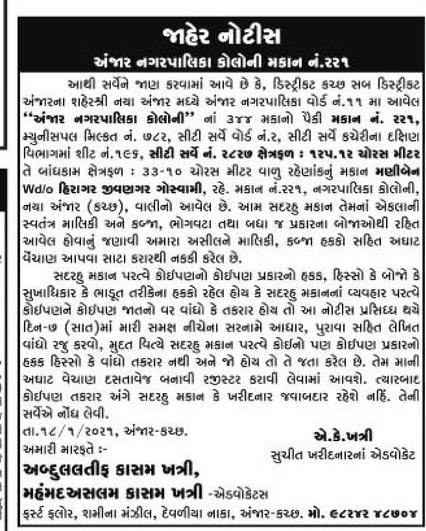 જાહેર નોટીસ
અંજાર નગરપાલિકા કોલોની મકાન નં.૨૨૧
આથી સર્વેને જાણ કરવામાં આવે છે કે, ડિસ્ટ્રીકટ કચ્છ સબ ડિસ્ટ્રીકટ
અંજારના શહેરશ્રી નયા અંજાર મધ્યે અંજાર નગરપાલિકા વોર્ડ નં.૧૧ મા આવેલ
“અંજાર નગરપાલિકા કોલોની” નાં ૩૪૪ મકાનો પૈકી મકાન નં. ૨૨૧,
મ્યુનીસપલ મિલ્કત નં. ૭૮૨, સીટી સર્વે વોર્ડ નં.૨, સીટી સર્વે કચેરીના દક્ષિણ
વિભાગમાં શીટ નં.૧૯૬, સીટી સર્વે નં. ૨૮૨૭ ક્ષેત્રફળ : ૧૨૫.૧૨ ચોરસ મીટર
તે બાંધકામ ક્ષેત્રફળ : ૩૩-૧૦ ચોરસ મીટર વાળુ રહેણાંકનુ મકાન મણીબેન
Wd/o હિરાગર જીવણગર ગોસ્વામી, રહે. મકાન નં.૨૨૧, નગરપાલિકા કોલોની,
નયા અંજાર (કચ્છ), વાલીનો આવેલ છે. આમ સદરહુ મકાન તેમનાં એકલાની
સ્વતંત્ર માલિકી અને કબ્જા, ભોગવટા તથા બધા જ પ્રકારના બોજાઓથી રહિત
આવેલ હોવાનું જણાવી અમારા અસીલને માલિકી, કબ્જા હકકો સહિત અઘાટ
વેંચાણ આપવા સાટા કરારથી નકકી કરેલ છે.
સદરહુ મકાન પરત્વે કોઈપણનો કોઈપણ પ્રકારનો હકક, હિસ્સો કે બોજો કે
સુખાધિકાર કે ભાડૂત તરીકેના હકકો રહેલ હોય કે સદરહુ મકાનનાં વ્યવહાર પરત્વે
કોઈપણને કોઈપણ જાતનો વર વાંધો કે તકરાર હોય તો આ નોટીસ પ્રસિધ્ધ થયે
દિન-૭ (સાત)માં મારી સમક્ષ નીચેના સરનામે આધાર, પુરાવા સહિત લેખિત
વાંધો રજુ કરવો, મુદત વિત્યે સદરહુ મકાન પરત્વે કોઈનો પણ કોઈપણ પ્રકારનો
હકક હિસ્સો કે વાંધો તકરાર નથી અને જો હોય તો તે જતા કરેલ છે. તેમ માની
અઘાટ વેચાણ દસ્તાવેજ બનાવી રજીસ્ટર કરાવી લેવામાં આવશે. ત્યારબાદ
કોઈપણ તકરાર અંગે સદરહુ મકાન કે ખરીદનાર જવાબદાર રહેશે નહિં. તેની
સર્વેએ નોંધ લેવી.
તા.૧૮/૧/૨૦૨૧, અંજાર-કચ્છ.
અમારી મારફતે :-
એ.કે.ખત્રી
સુચીત ખરીદનારનાં એડવોકેટ
અબ્દુલલતીફ કાસમ ખત્રી,
મહંમદઅસલમ કાસમ ખત્રી -એડવોકેટસ
ફર્સ્ટ ફ્લોર, શમીના મંઝીલ, દેવળીયા નાકા, અંજાર-કચ્છ. મો. ૯૮૨૪૨ ૪૮૭૦૪